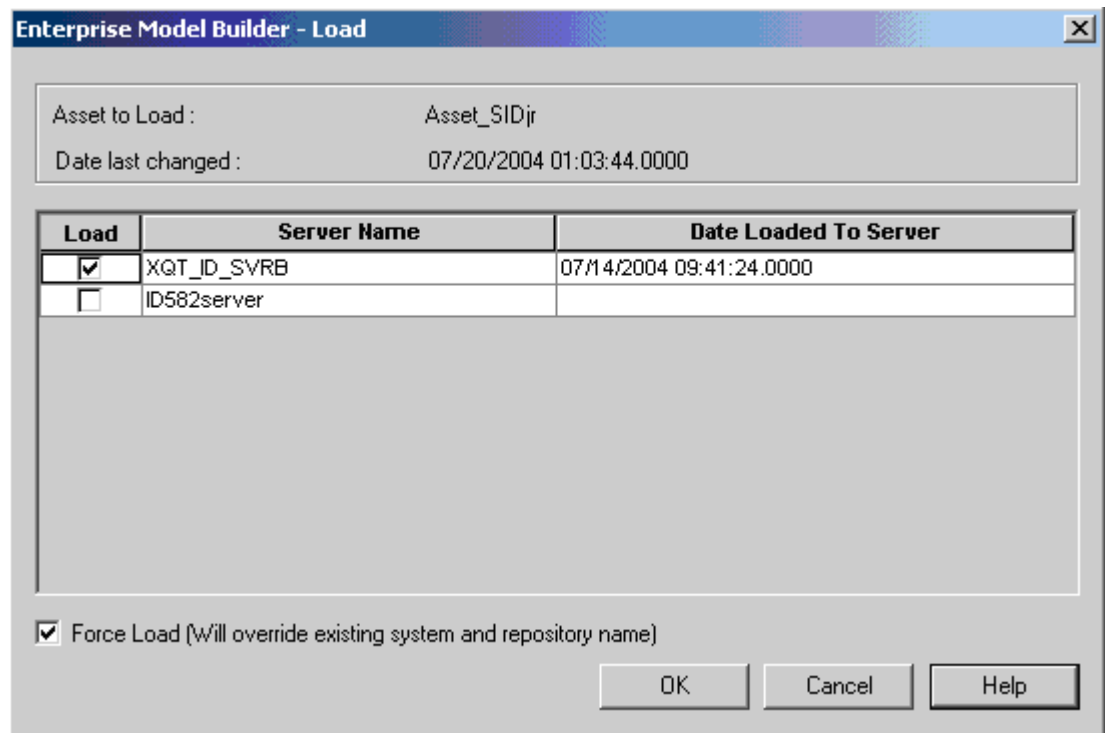 Enterprise Model Builder - Load
Asset to Load : Asset_SIDjr
Date last changed : 07/20/2004 01:03:44.0000
Load Server Name Date Loaded To Server
XQT_ID_SVRB 07/14/2004 09:41:24.0000
ID582server
Force Load (Will override existing system and repository name)
OK Cancel Help